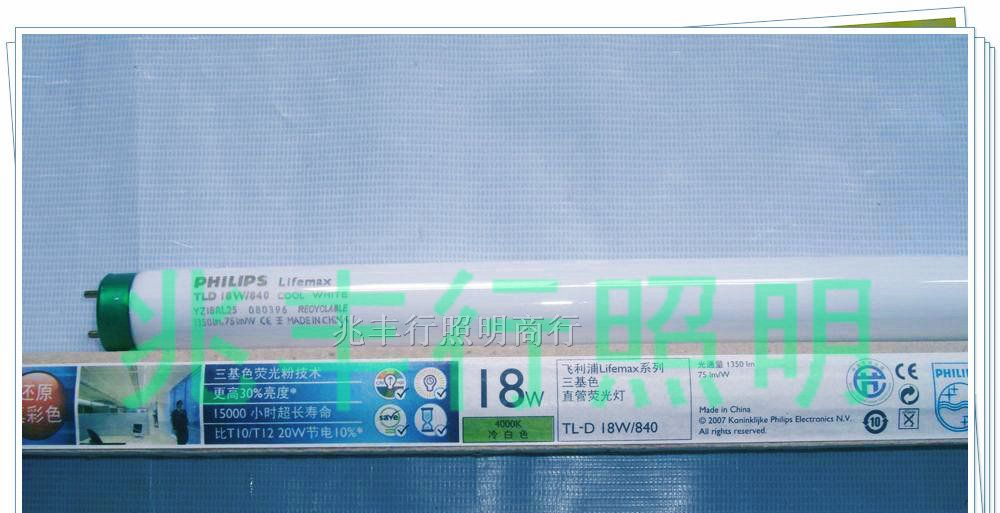 PHILIPS Lifemax
TLD 18W/840 COOL WHITE
YZ18RL25 080396 RECYCLABLE
1350lm.75lm/W CE MADE IN CHINA
兆丰行照明商行
兆丰行照明
还原
彩色
三基色荧光粉技术
更高30%亮度*
15000 小时超长寿命
比T10/T12 20W节电10%*
save
18W
4000K
冷白色
飞利浦Lifemax系列
三基色
直管荧光灯
TL-D 18W/840
光通量 1350 lm
75 lm/W
Made in China
© 2007 Koninklijke Philips Electronics N.V.
All rights reserved.
10
CE
PHILI